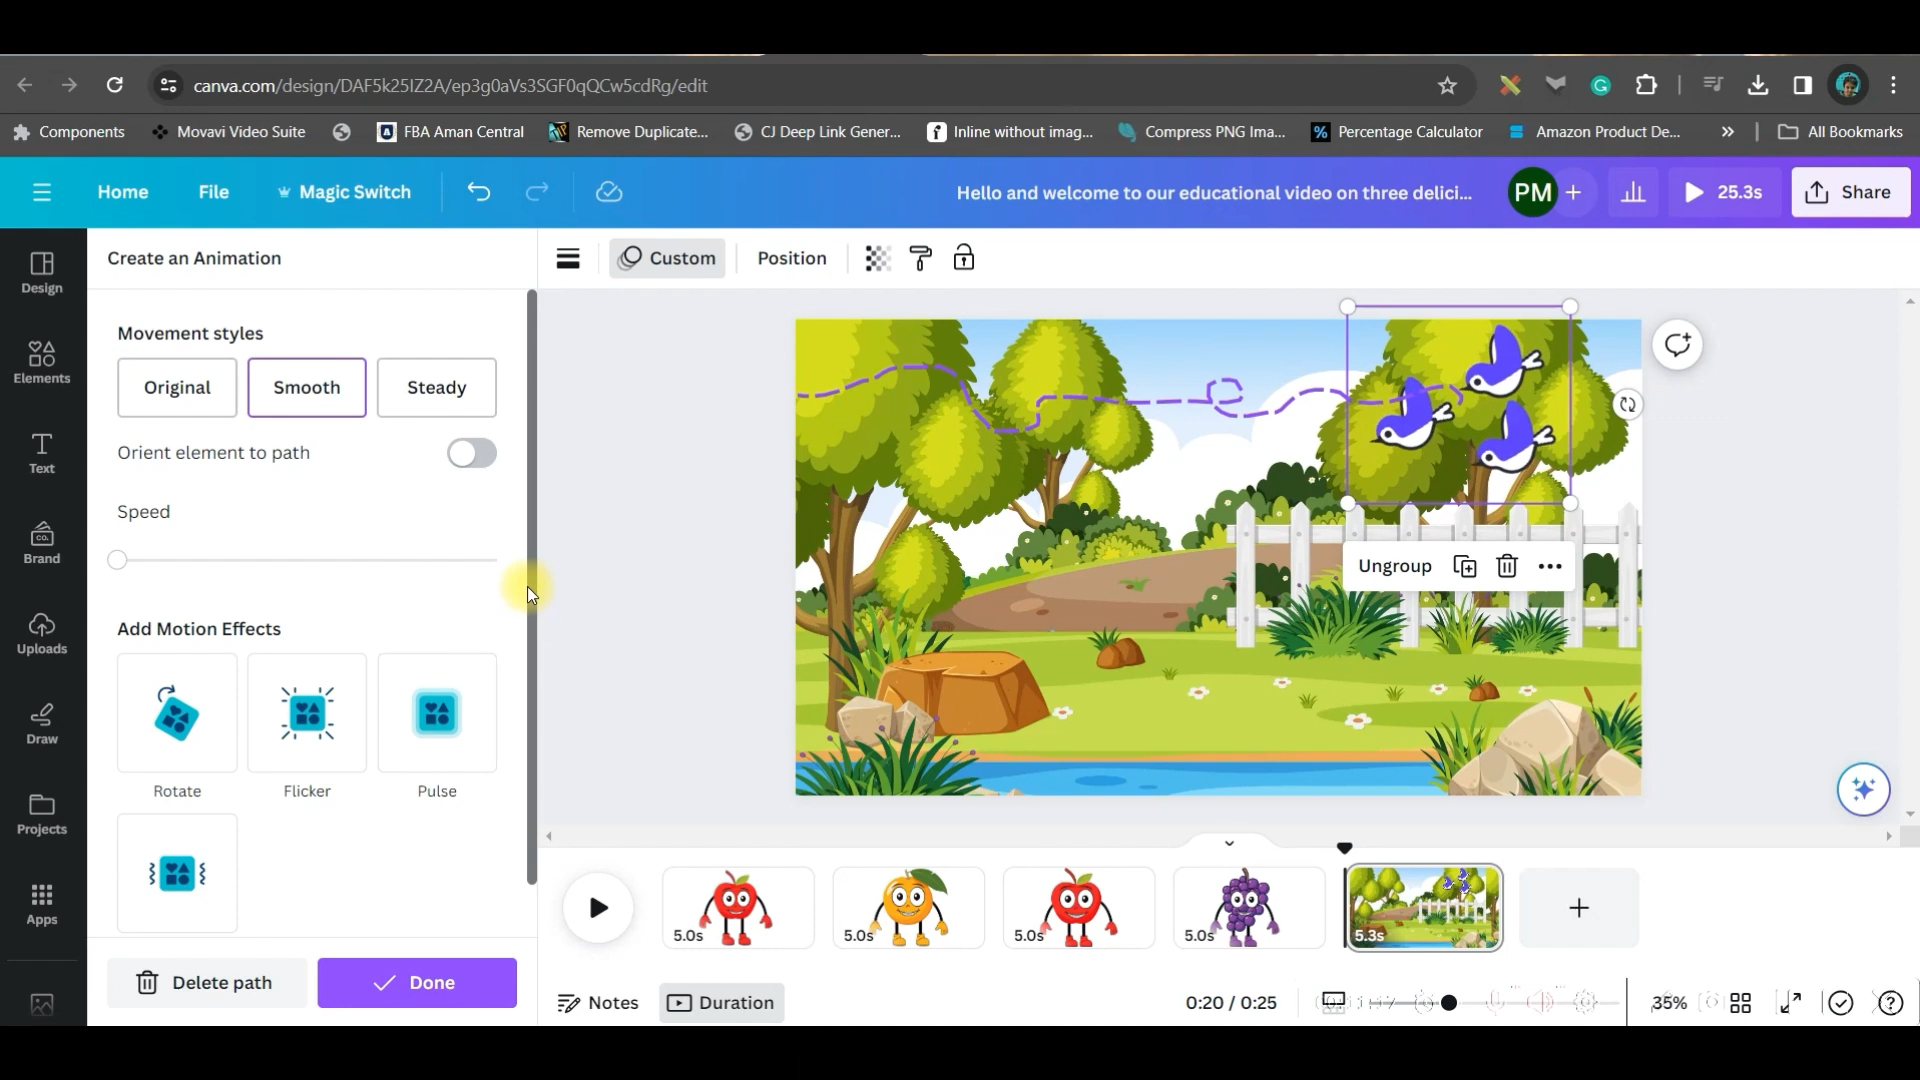 canva.com/design/DAF5k25IZ2A/ep3g0aVs3SGF0qQCw5cdRg/edit
Components
Movavi Video Suite
FBA Aman Central
Remove Duplicate...
CJ Deep Link Gener...
Inline without imag...
Compress PNG Ima...
Percentage Calculator
Amazon Product De...
All Bookmarks
Home
File
Magic Switch
Hello and welcome to our educational video on three delici...
PM
25.3s
Share
Design
Elements
Text
Brand
Uploads
Draw
Projects
Apps
Create an Animation
Custom
Position
Movement styles
Original
Smooth
Steady
Orient element to path
Speed
Add Motion Effects
Rotate
Flicker
Pulse
Delete path
Done
Ungroup
5.0s
5.0s
5.0s
5.0s
5.3s
Notes
Duration
0:20 / 0:25
35%